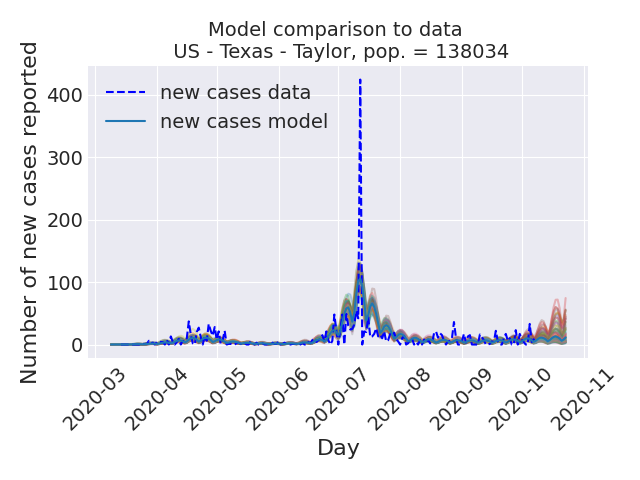 Model comparison to data
US - Texas - Taylor, pop. = 138034
Number of new cases reported
400
300
200
100
0
new cases data
new cases model
2020-03
2020-04
2020-05
2020-06
2020-07
2020-08
2020-09
2020-10
2020-11
Day